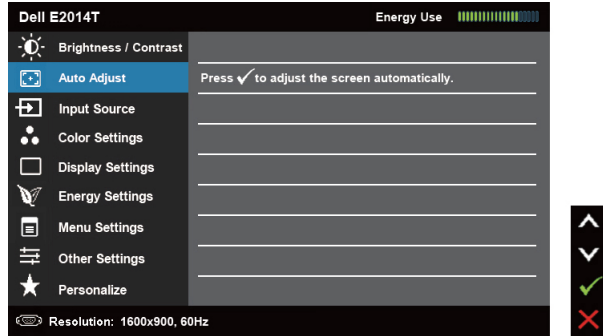 Dell E2014T Energy Use
Brightness / Contrast
Auto Adjust Press ✓ to adjust the screen automatically.
Input Source
Color Settings
Display Settings
Energy Settings
Menu Settings
Other Settings
Personalize
Resolution: 1600x900, 60Hz